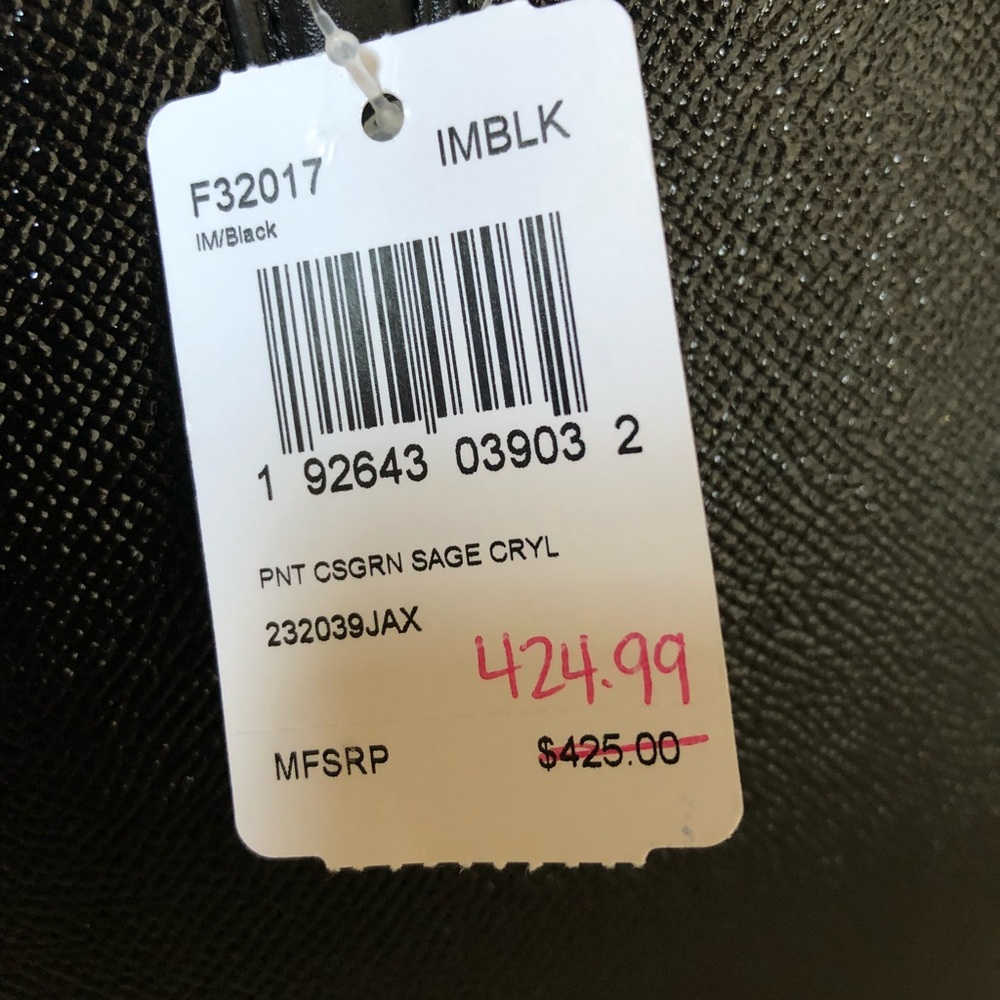 F32017 IMBLK
IM/Black
1 92643 03903 2
PNT CSGRN SAGE CRYL
232039JAX
424.99
MFSRP $425.00